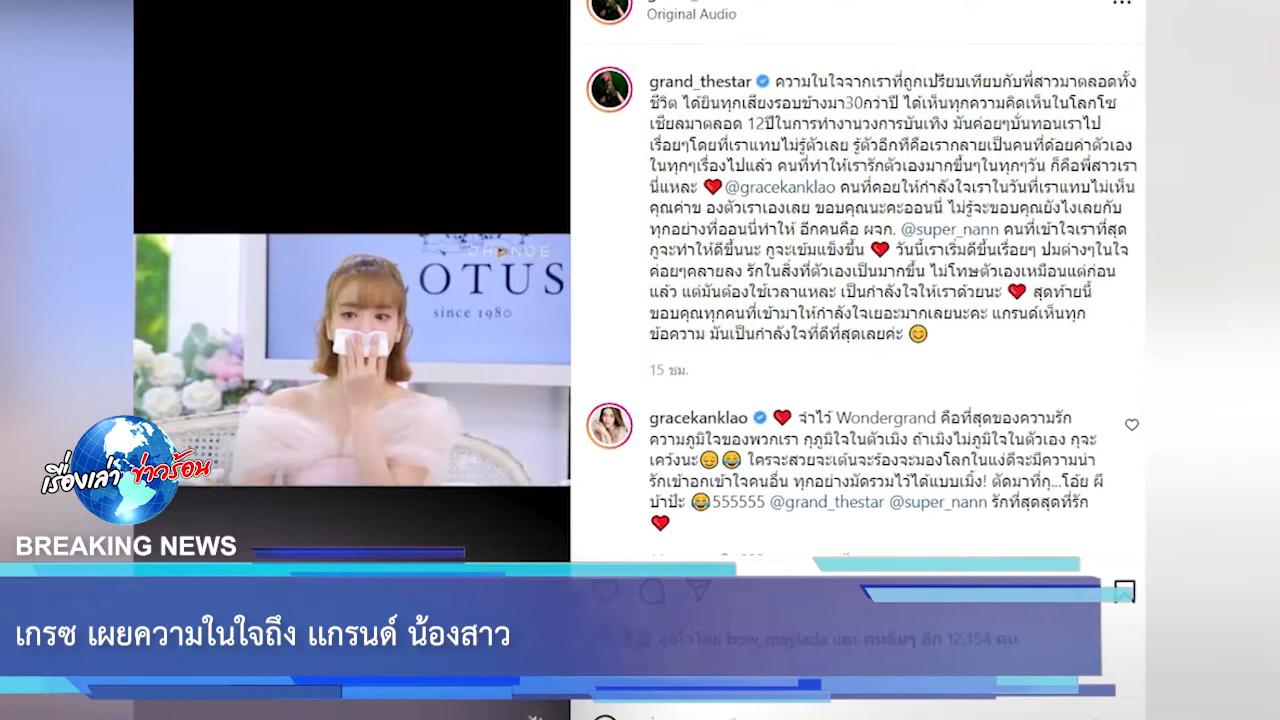 Original Audio
grand_thestar ความในใจจากเราที่ถูกเปรียบเทียบกับพี่สาวมาตลอดทั้ง
ชีวิต ได้ยินทุกเสียงรอบข้างมา30กว่าปี ได้เห็นทุกความคิดเห็นในโลกโซ
เชียลมาตลอด 12ปีในการทำงานวงการบันเทิง มันค่อยๆบั่นทอนเราไป
เรื่อยๆโดยที่เราแทบไม่รู้ตัวเลย รู้ตัวอีกทีคือเรากลายเป็นคนที่ด้อยค่าตัวเอง
ในทุกๆเรื่องไปแล้ว คนที่ทำให้เรารักตัวเองมากขึ้นๆในทุกๆวัน ก็คือพี่สาวเรา
นี่แหละ ❤️@gracekanklao คนที่คอยให้กำลังใจเราในวันที่เราแทบไม่เห็น
คุณค่าข องตัวเราเองเลย ขอบคุณนะคะออนนี่ ไม่รู้จะขอบคุณยังไงเลยกับ
ทุกอย่างที่ออนนี่ทำให้ อีกคนคือ ผจก. @super_nann คนที่เข้าใจเราที่สุด
กูจะทำให้ดีขึ้นนะ กูจะเข้มแข็งขึ้น ❤️ วันนี้เราเริ่มดีขึ้นเรื่อยๆ ปมต่างๆในใจ
ค่อยๆคลายลง รักในสิ่งที่ตัวเองเป็นมากขึ้น ไม่โทษตัวเองเหมือนแต่ก่อน
แล้ว แต่มันต้องใช้เวลาแหละ เป็นกำลังใจให้เราด้วยนะ ❤️ สุดท้ายนี้
ขอบคุณทุกคนที่เข้ามาให้กำลังใจเยอะมากเลยนะคะ แกรนด์เห็นทุก
ข้อความ มันเป็นกำลังใจที่ดีที่สุดเลยค่ะ 😊
15 ชม.
gracekanklao ❤️ จำไว้ Wondergrand คือที่สุดของความรัก
ความภูมิใจของพวกเรา กูภูมิใจในตัวเมิง ถ้าเมิงไม่ภูมิใจในตัวเอง กูจะ
เคว้งนะ😔😂 ใครจะสวยจะเต้นจะร้องจะมองโลกในแง่ดีจะมีความน่า
รักเข้าอกเข้าใจคนอื่น ทุกอย่างมัดรวมไว้ได้แบบเมิ้ง! ตัดมาที่กุ...โอ้ย ผี
บ้าป๊ะ 😂555555 @grand_thestar @super_nann รักที่สุดสุดที่รัก
❤️
CHANGE
LOTUS
since 1980
เรื่องเล่า ข่าวร้อน
BREAKING NEWS
เกรซ เผยความในใจถึง แกรนด์ น้องสาว
ถูกใจโดย bow_maylada และ คนอื่นๆ อีก 12,154 คน